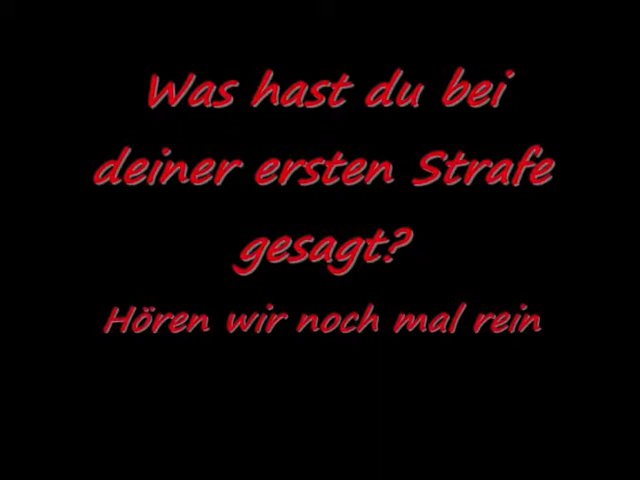 Was hast du bei
deiner ersten Strafe
gesagt?
Hören wir noch mal rein